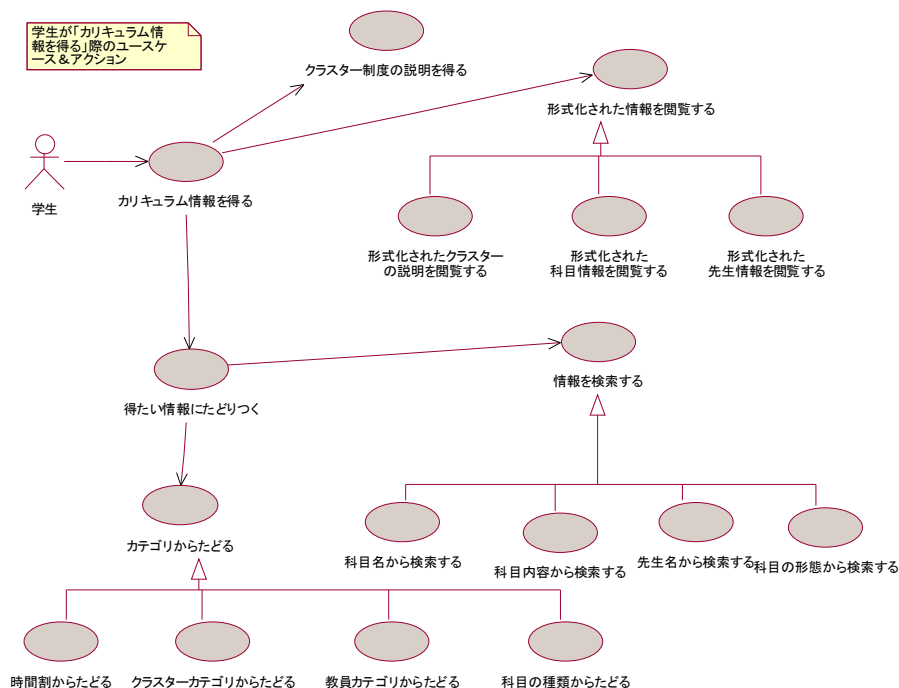 学生が「カリキュラム情
報を得る」際のユースケ
ース＆アクション
クラスター制度の説明を得る
形式化された情報を閲覧する
学生
カリキュラム情報を得る
形式化されたクラスター
の説明を閲覧する
形式化された
科目情報を閲覧する
形式化された
先生情報を閲覧する
得たい情報にたどりつく
情報を検索する
カテゴリからたどる
科目名から検索する
科目内容から検索する
先生名から検索する
科目の形態から検索する
時間割からたどる
クラスターカテゴリからたどる
教員カテゴリからたどる
科目の種類からたどる